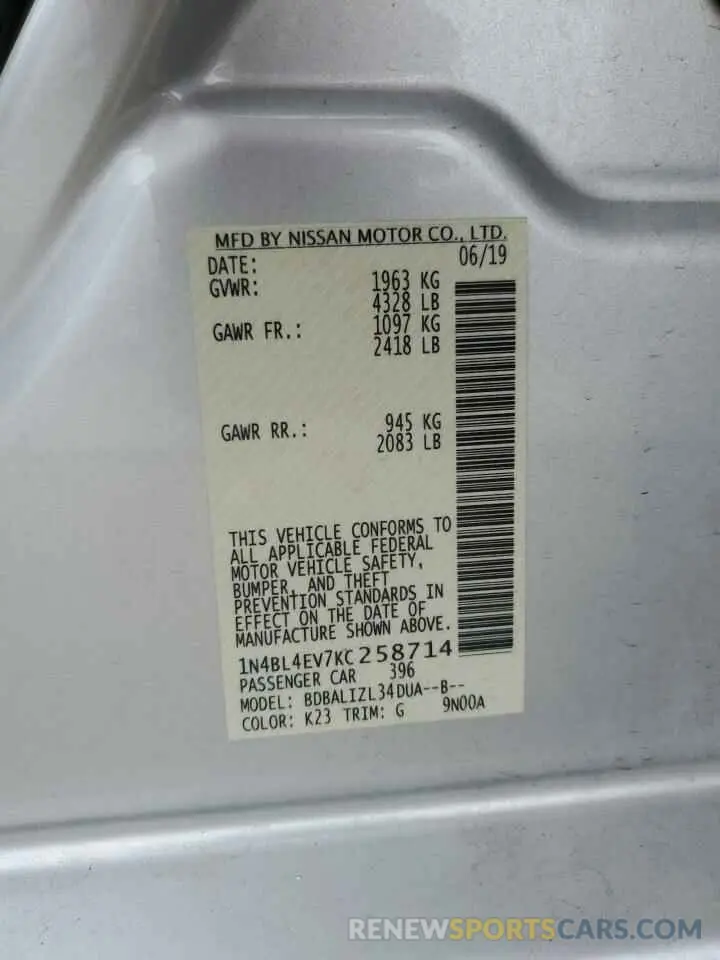 MFD BY NISSAN MOTOR CO., LTD.
DATE: 06/19
GVWR: 1963 KG
4328 LB
GAWR FR.: 1097 KG
2418 LB
GAWR RR.: 945 KG
2083 LB
THIS VEHICLE CONFORMS TO
ALL APPLICABLE FEDERAL
MOTOR VEHICLE SAFETY,
BUMPER, AND THEFT
PREVENTION STANDARDS IN
EFFECT ON THE DATE OF
MANUFACTURE SHOWN ABOVE.
1N4BL4EV7KC258714
PASSENGER CAR 396
MODEL: BDBALIZL34DUA--B--
COLOR: K23 TRIM: G 9N00A
RENEWSPORTSCARS.COM